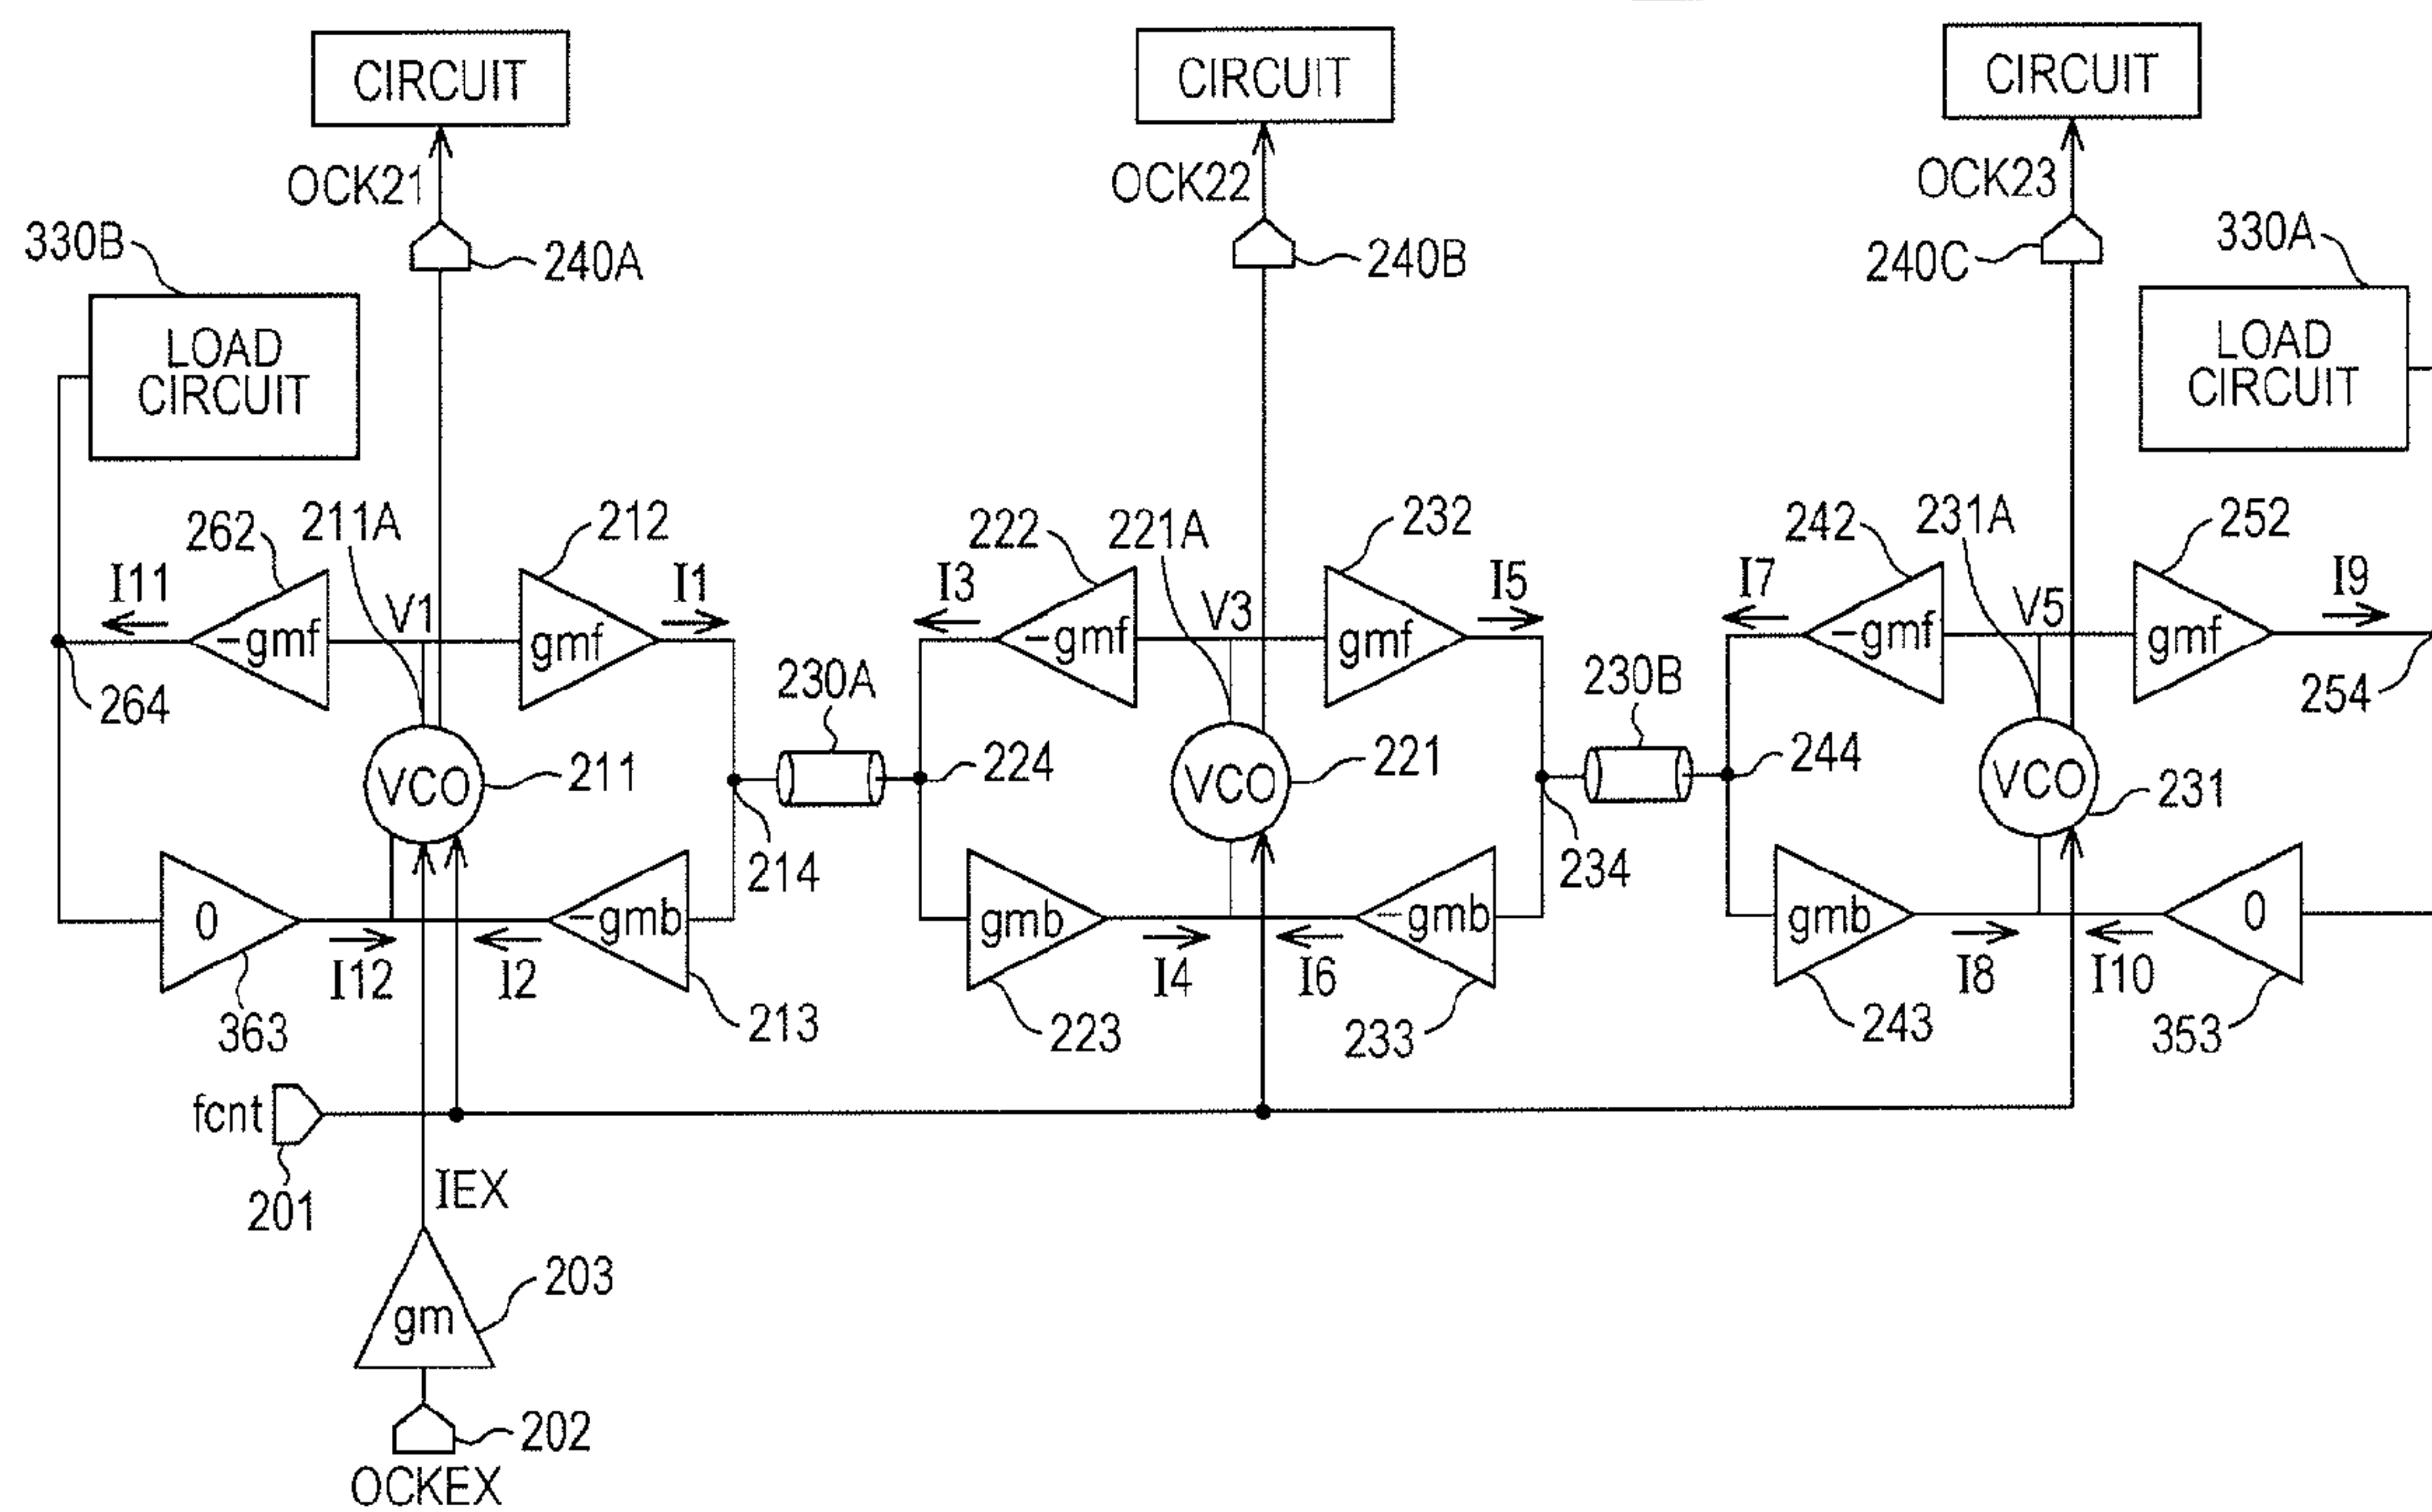 CIRCUIT
CIRCUIT
CIRCUIT
OCK21
OCK22
OCK23
330B
240A
240B
240C
330A
LOAD
CIRCUIT
LOAD
CIRCUIT
262
211A
212
222
221A
232
242
231A
252
I11
V1
I1
I3
V3
I5
I7
V5
I9
-gmf
gmf
-gmf
gmf
-gmf
gmf
264
230A
230B
254
VCO
211
224
VCO
221
244
VCO
231
214
234
0
-gmb
gmb
-gmb
gmb
0
I12
I2
I4
I6
I8
I10
363
213
223
233
243
353
fcnt
201
IEX
203
gm
202
OCKEX